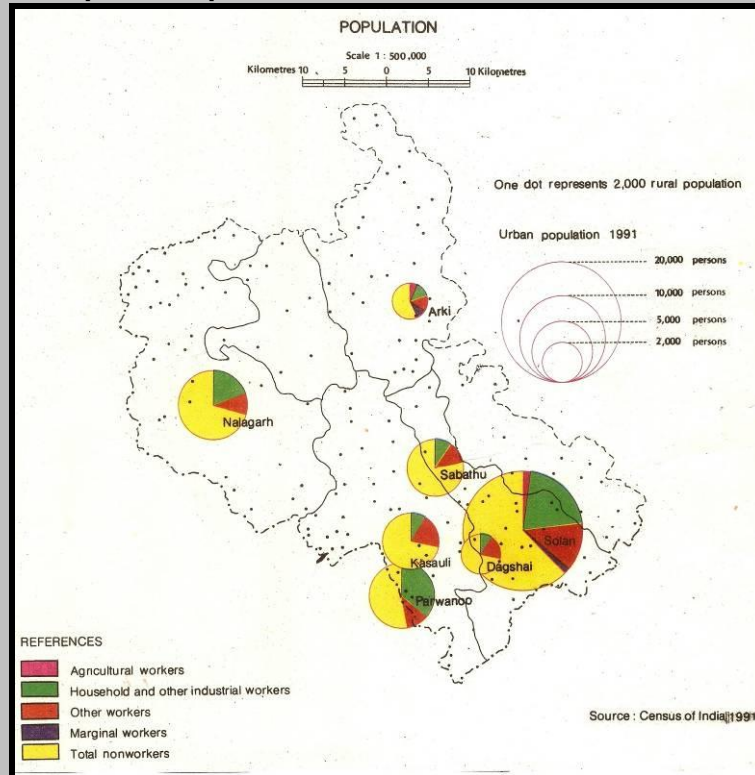 POPULATION
Scale 1 : 500,000
Kilometres 10 5 0 5 10 Kilometres
One dot represents 2,000 rural population
Urban population 1991
20,000 persons
10,000 persons
5,000 persons
2,000 persons
Arki
Nalagarh
Sabathu
Solan
Kasauli
Dagshai
Parwanoo
REFERENCES
Agricultural workers
Household and other industrial workers
Other workers
Marginal workers
Total nonworkers
Source : Census of India 1991